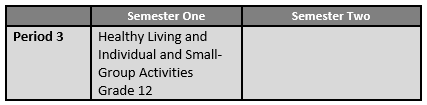 Semester One Semester Two
Period 3 Healthy Living and
Individual and Small-
Group Activities
Grade 12